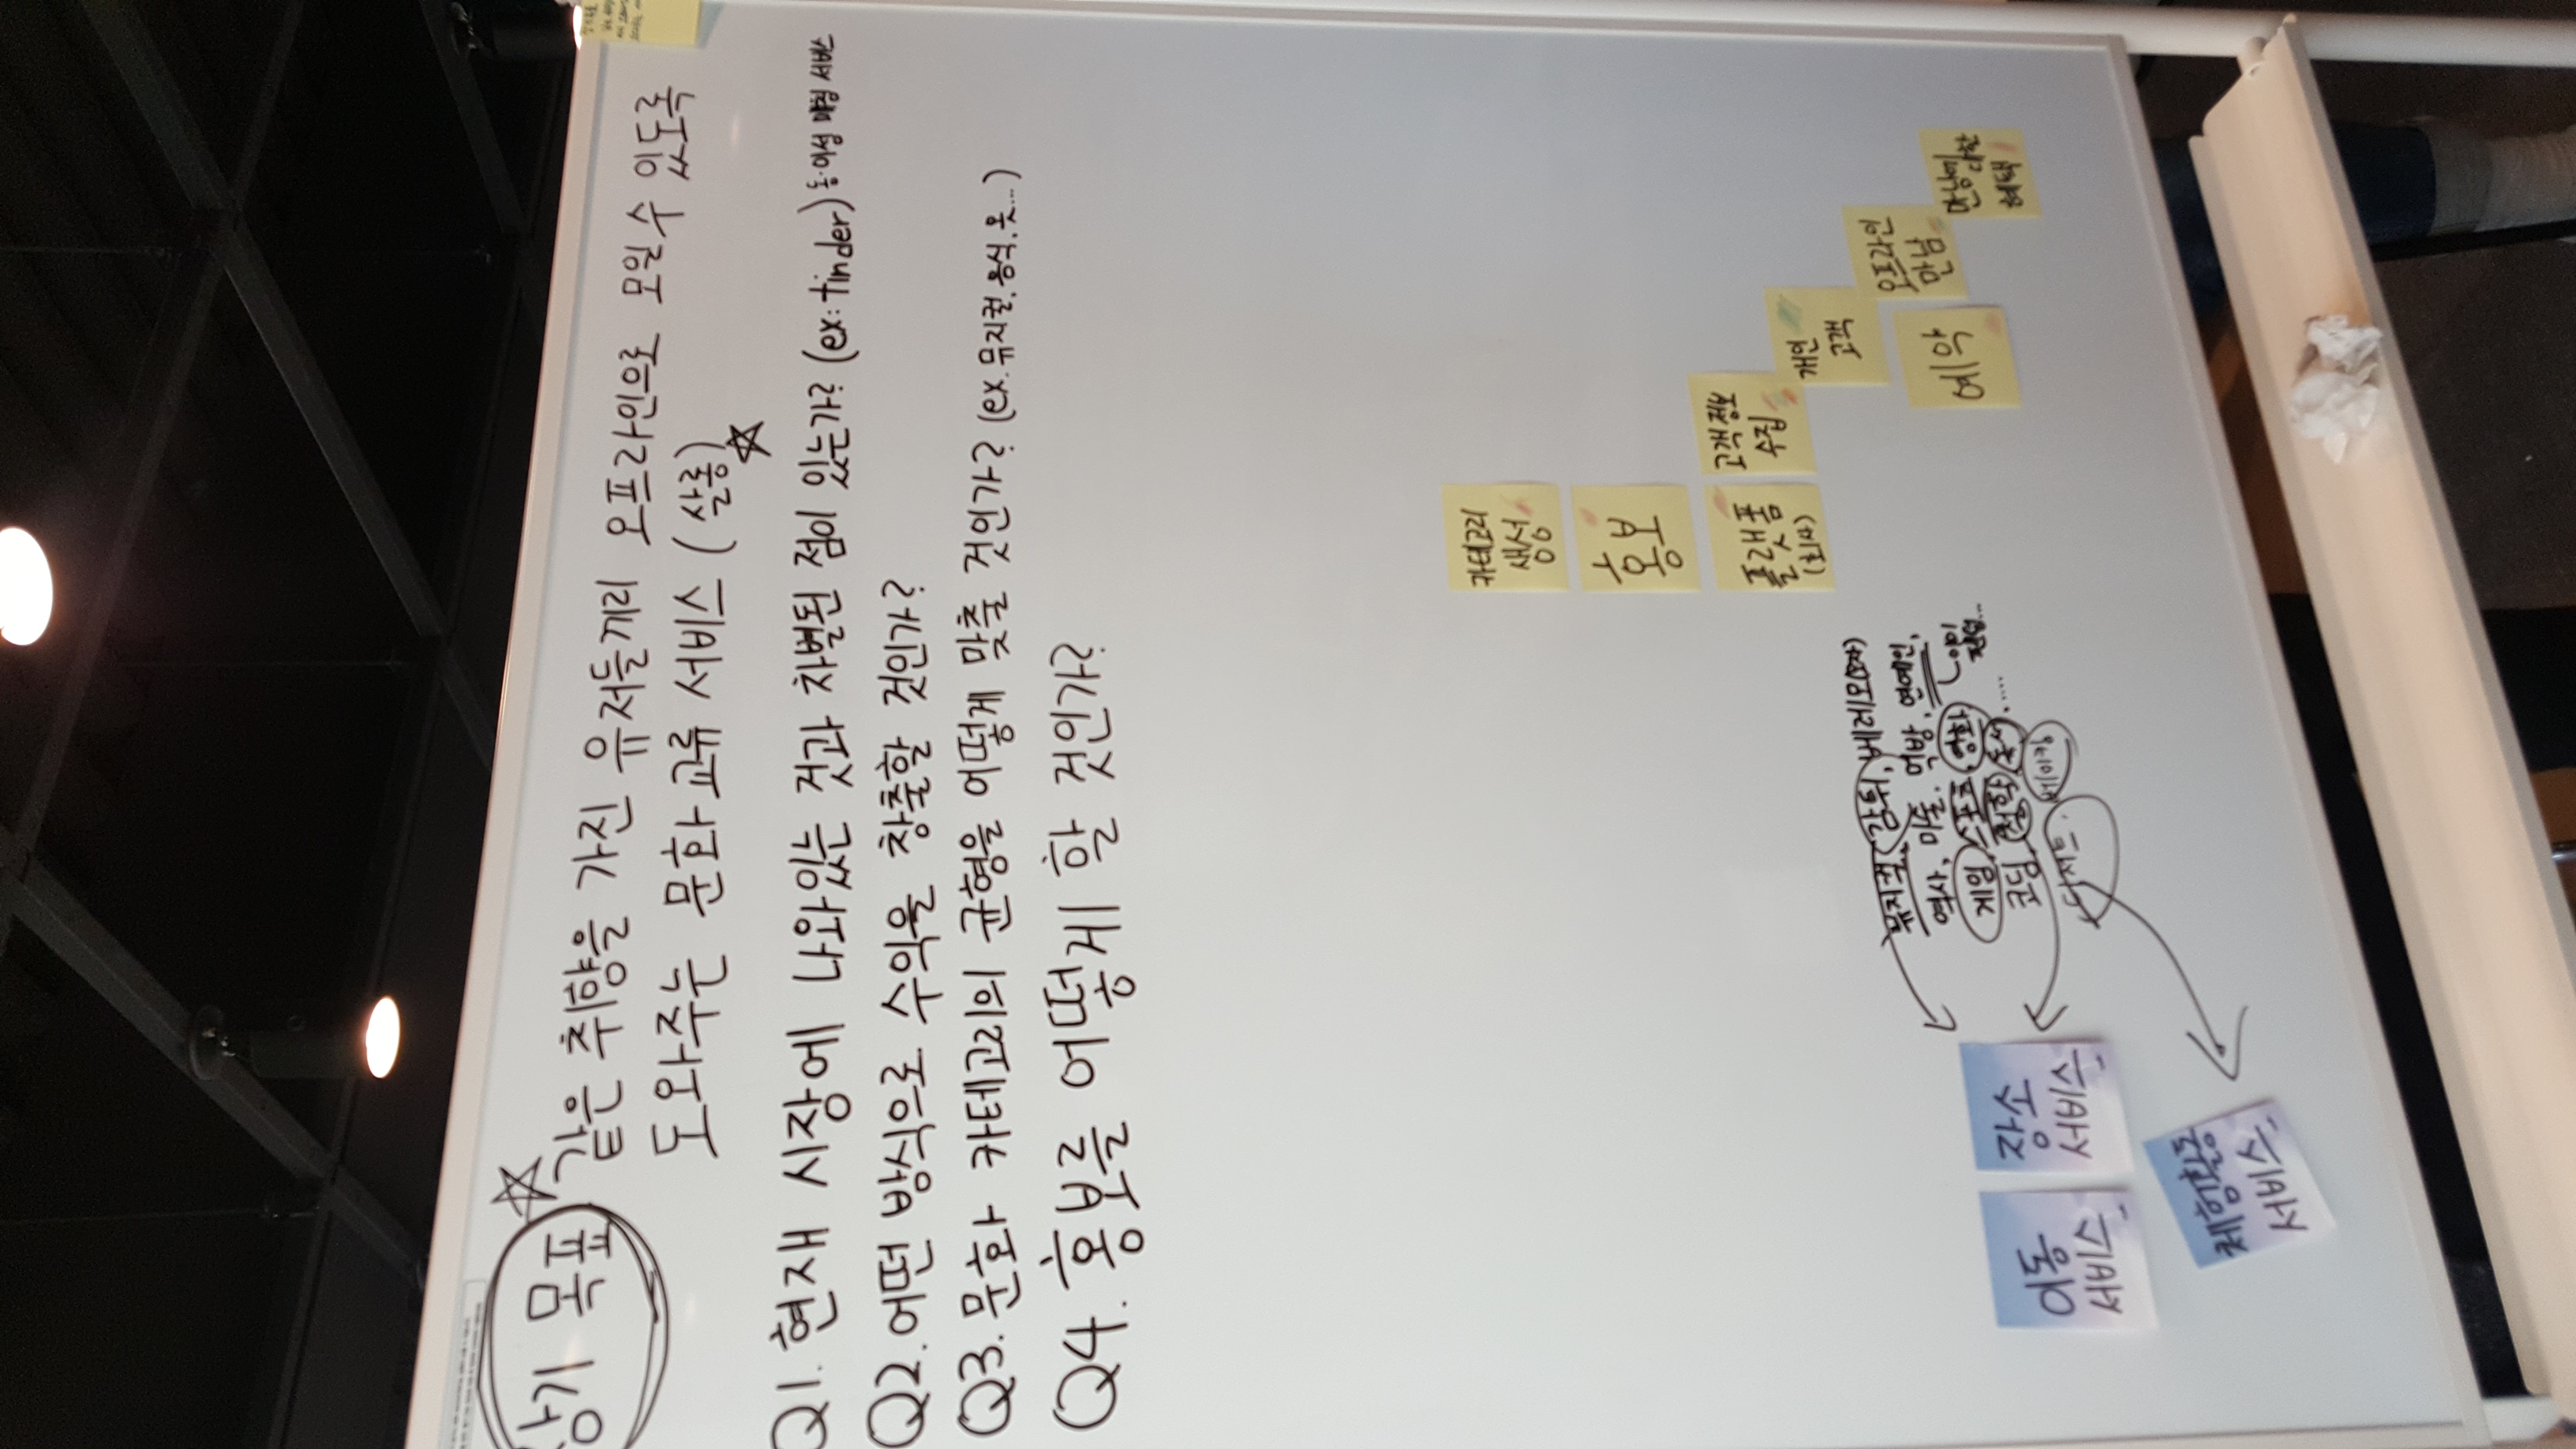 장기 목표
같은 취향을 가진 유저들끼리 오프라인으로 모일 수 있도록
도와주는 문화교류 서비스 (살롱)
Q1. 현재 시장에 나와있는 것과 차별된 점이 있는가? (ex: tinder) 동·이성 매칭 서비스
Q2. 어떤 방식으로 수익을 창출할 것인가?
Q3. 문화 카테고리의 균형을 어떻게 맞출 것인가? (ex. 뮤지컬, 음식, 옷...)
Q4. 홍보를 어떻게 할 것인가?
카테고리
생성
홍보
플랫폼
(회사)
고객정보
수집
개인
고객
오프라인
만남
예약
만남에
대한
혜택
뮤지컬, 감튀, 베레모(모자)
역사, 미술, 먹방, 연예인,
게임, 스포츠, 영화
코딩, 철학, 독서, ....
디저트, 베이킹
이동
서비스
장소
서비스
체험활동
서비스